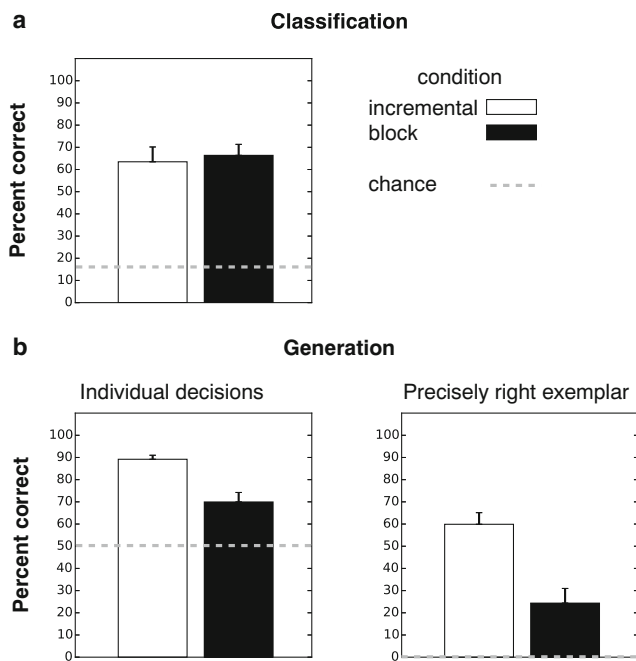 a
Classification
Percent correct
100
90
80
70
60
50
40
30
20
10
0
condition
incremental
block
chance
b
Generation
Individual decisions
Percent correct
100
90
80
70
60
50
40
30
20
10
0
Precisely right exemplar
100
90
80
70
60
50
40
30
20
10
0